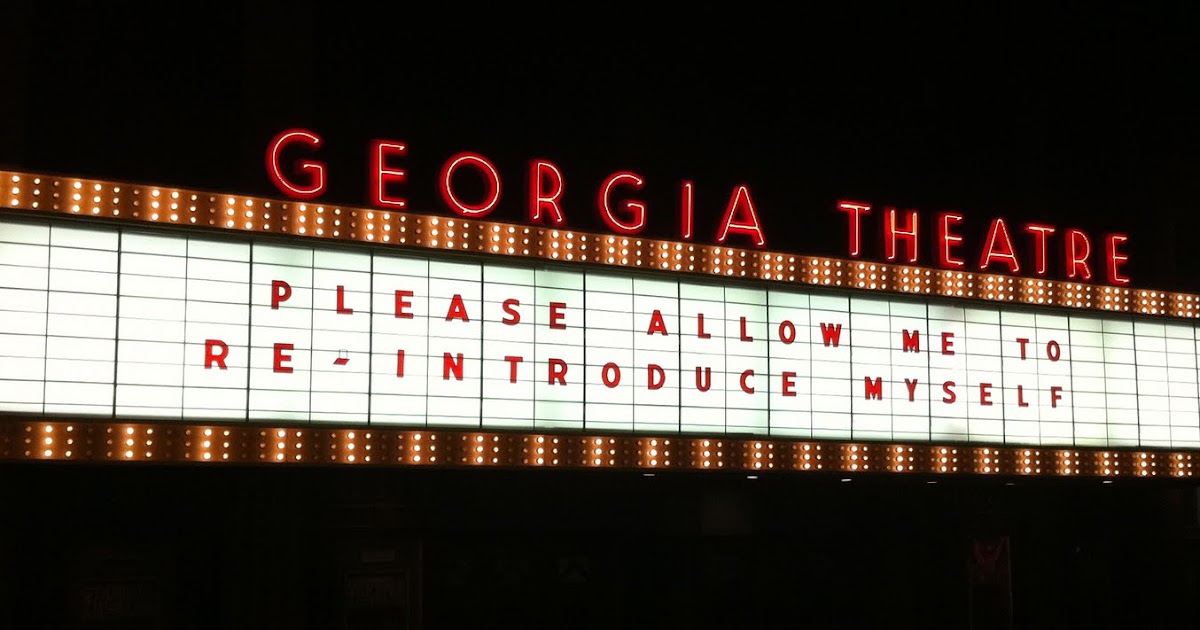 GEORGIA THEATRE
PLEASE ALLOW ME TO
RE-INTRODUCE MYSELF